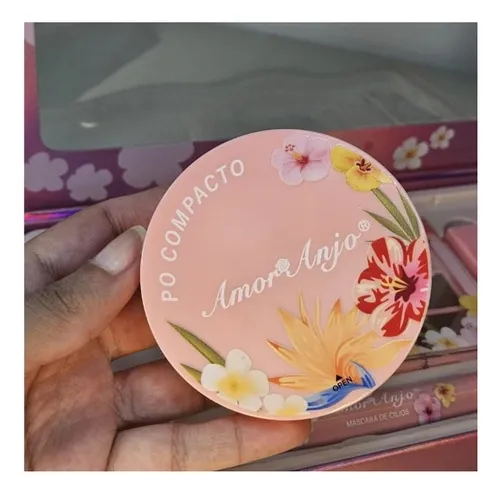 PO COMPACTO
Amor Anjo®
OPEN
Amor Anjo
MASCARA DE CILIOS